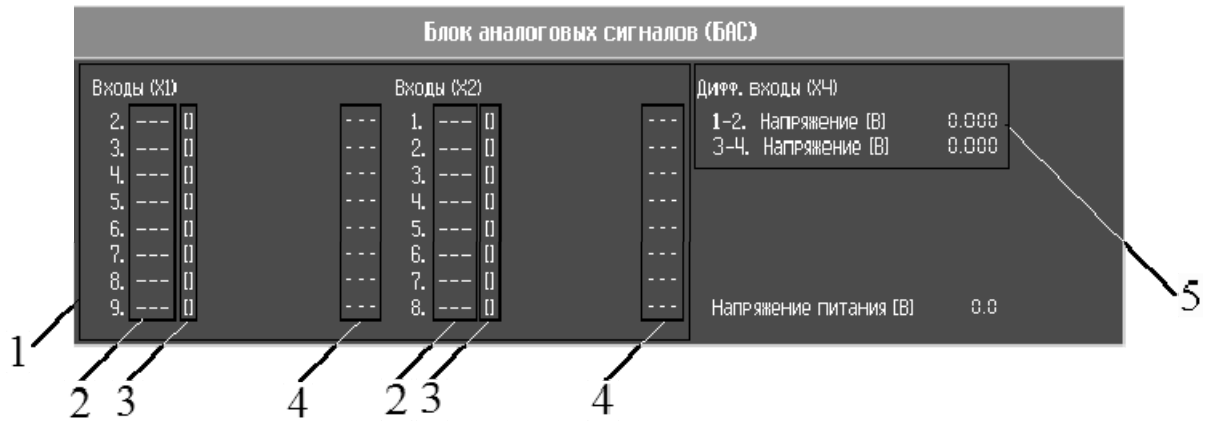 Блок аналоговых сигналов (БАС)
Входы (X1) Входы (X2) Дифф. входы (X4)
2. --- [] --- 1. --- [] --- 1-2. Напряжение [В] 0.000
3. --- [] --- 2. --- [] --- 3-4. Напряжение [В] 0.000
4. --- [] --- 3. --- [] ---
5. --- [] --- 4. --- [] ---
6. --- [] --- 5. --- [] ---
7. --- [] --- 6. --- [] ---
8. --- [] --- 7. --- [] ---
9. --- [] --- 8. --- [] --- Напряжение питания [В] 0.0
5
1
2 3 4 2 3 4